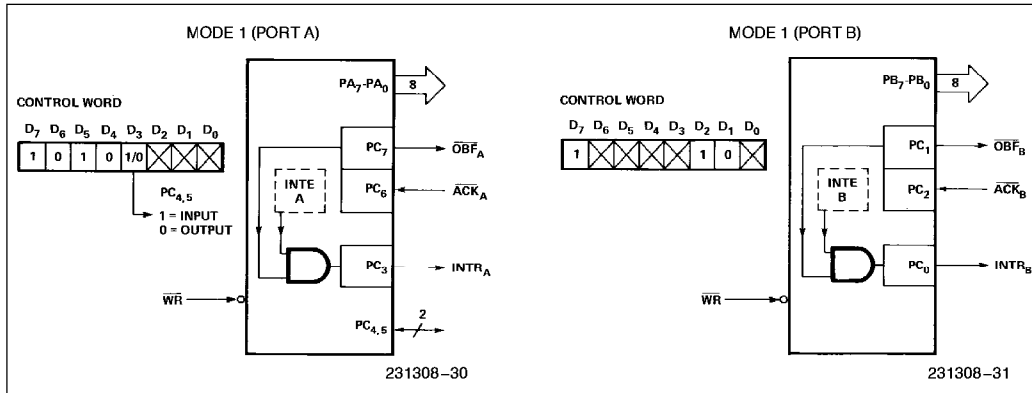 MODE 1 (PORT A)
CONTROL WORD
D7 D6 D5 D4 D3 D2 D1 D0
1 0 1 0 1/0
PC4,5
1 = INPUT
0 = OUTPUT
PA7-PA0
8
PC7
OBFA
INTE
A
PC6
ACKA
PC3
INTRA
WR
PC4,5
2
231308-30
MODE 1 (PORT B)
CONTROL WORD
D7 D6 D5 D4 D3 D2 D1 D0
1 1 0
PB7-PB0
8
PC1
OBFB
INTE
B
PC2
ACKB
PC0
INTRB
WR
231308-31